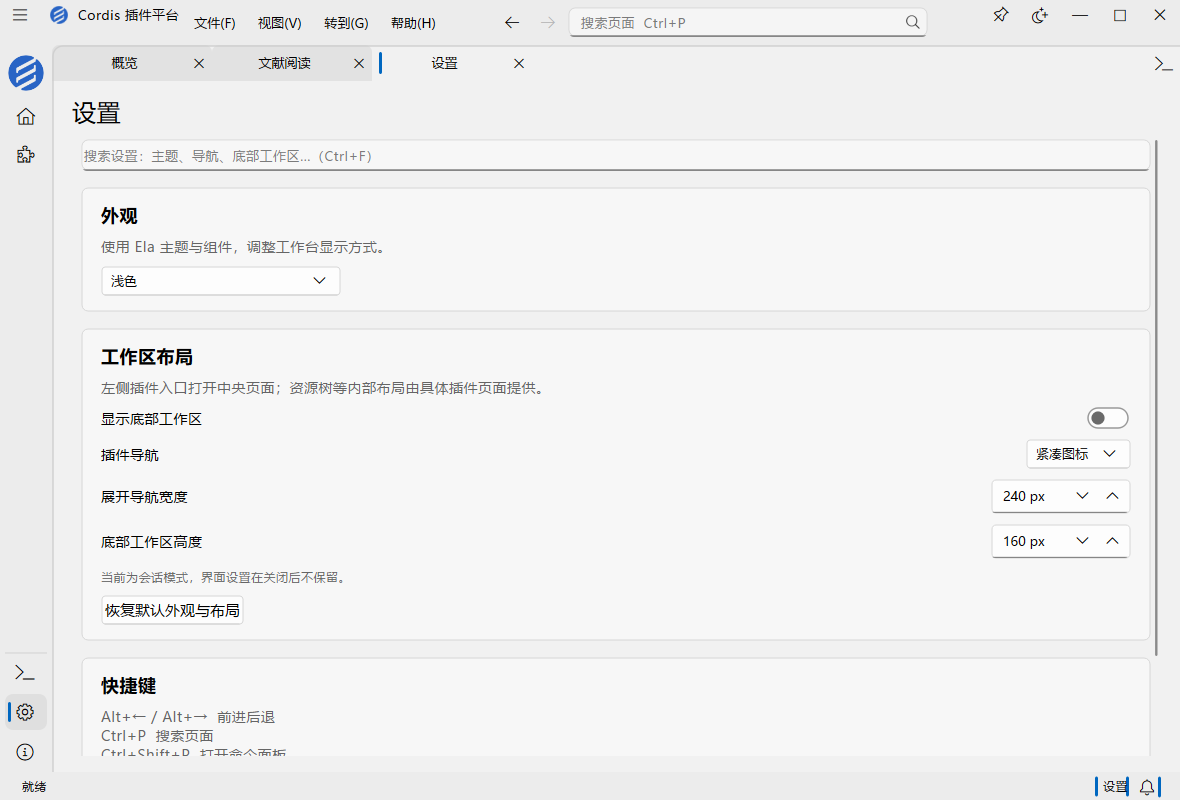 Cordis 插件平台 文件(F) 视图(V) 转到(G) 帮助(H) 搜索页面 Ctrl+P
概览 文献阅读 设置
设置
搜索设置：主题、导航、底部工作区...（Ctrl+F）
外观
使用 Ela 主题与组件，调整工作台显示方式。
浅色
工作区布局
左侧插件入口打开中央页面；资源树等内部布局由具体插件页面提供。
显示底部工作区
插件导航 紧凑图标
展开导航宽度 240 px
底部工作区高度 160 px
当前为会话模式，界面设置在关闭后不保留。
恢复默认外观与布局
快捷键
Alt+← / Alt+→ 前进后退
Ctrl+P 搜索页面
Ctrl+Shift+P 打开命令面板
就绪 设置